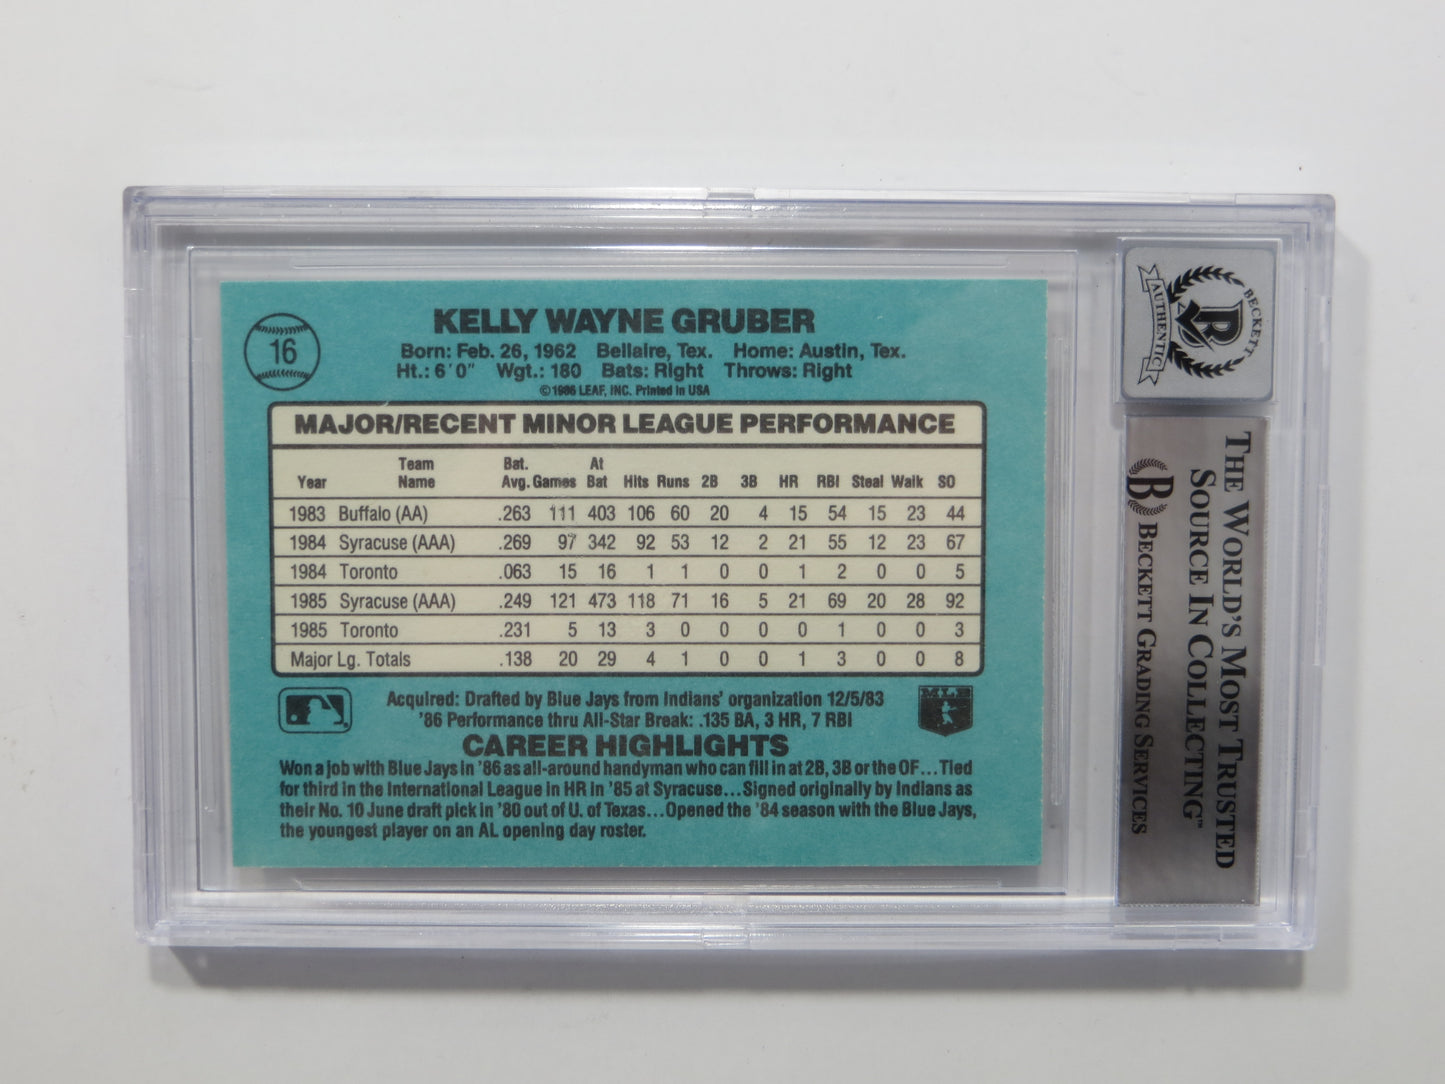 16
KELLY WAYNE GRUBER
Born: Feb. 26, 1962 Bellaire, Tex. Home: Austin, Tex.
Ht.: 6'0" Wgt.: 180 Bats: Right Throws: Right
©1986 LEAF, INC. Printed in USA
MAJOR/RECENT MINOR LEAGUE PERFORMANCE
Year Team Name Bat. Avg. Games At Bat Hits Runs 2B 3B HR RBI Steal Walk SO
1983 Buffalo (AA) .263 111 403 106 60 20 4 15 54 15 23 44
1984 Syracuse (AAA) .269 97 342 92 53 12 2 21 55 12 23 67
1984 Toronto .063 15 16 1 1 0 0 1 2 0 0 5
1985 Syracuse (AAA) .249 121 473 118 71 16 5 21 69 20 28 92
1985 Toronto .231 5 13 3 0 0 0 0 1 0 0 3
Major Lg. Totals .138 20 29 4 1 0 0 1 3 0 0 8
Acquired: Drafted by Blue Jays from Indians' organization 12/5/83
'86 Performance thru All-Star Break: .135 BA, 3 HR, 7 RBI
MLB
CAREER HIGHLIGHTS
Won a job with Blue Jays in '86 as all-around handyman who can fill in at 2B, 3B or the OF...Tied
for third in the International League in HR in '85 at Syracuse...Signed originally by Indians as
their No. 10 June draft pick in '80 out of U. of Texas...Opened the '84 season with the Blue Jays,
the youngest player on an AL opening day roster.
BECKETT
B
AUTHENTIC
THE WORLD'S MOST TRUSTED
SOURCE IN COLLECTING™
B BECKETT GRADING SERVICES